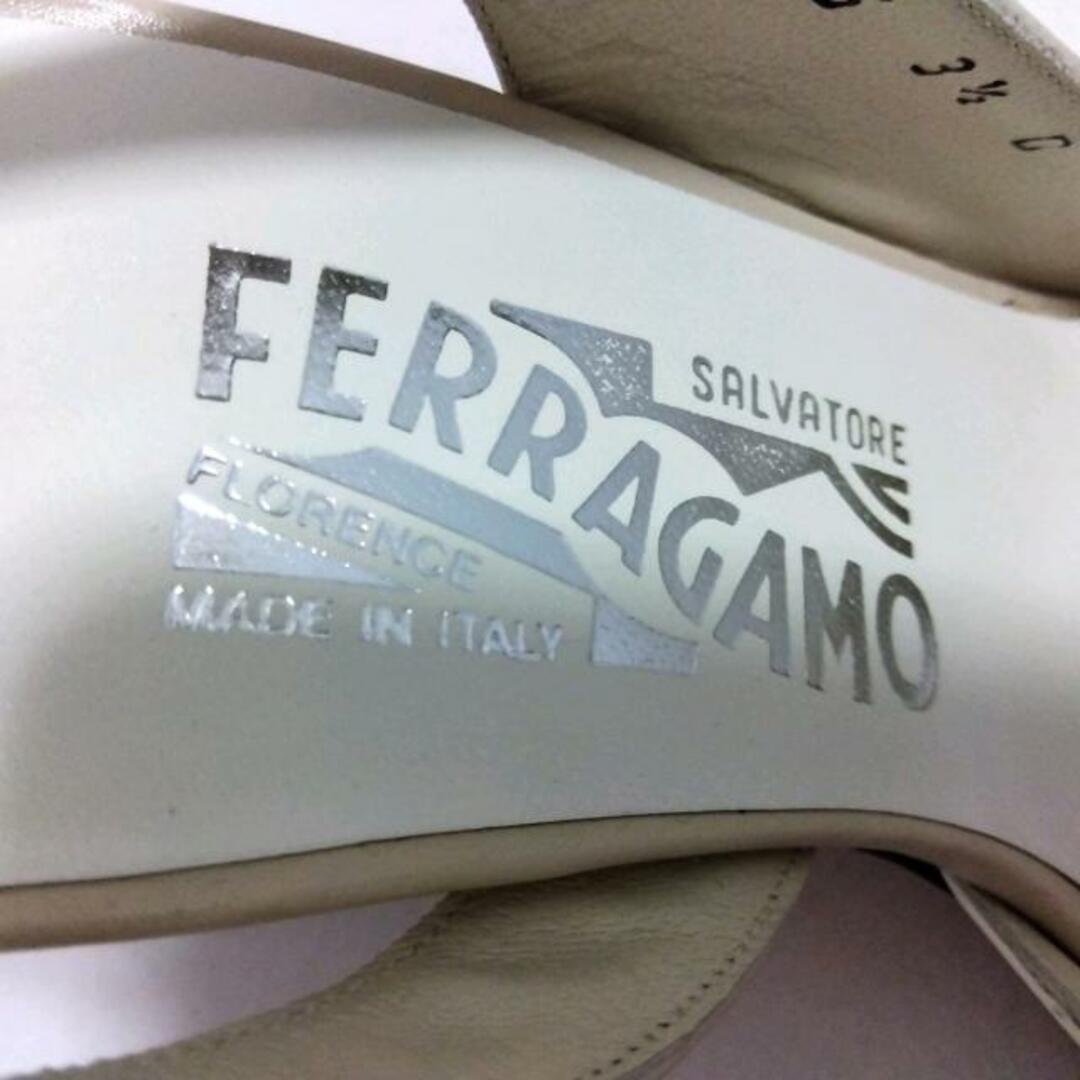 3½ C
SALVATORE
FERRAGAMO
FLORENCE
MADE IN ITALY